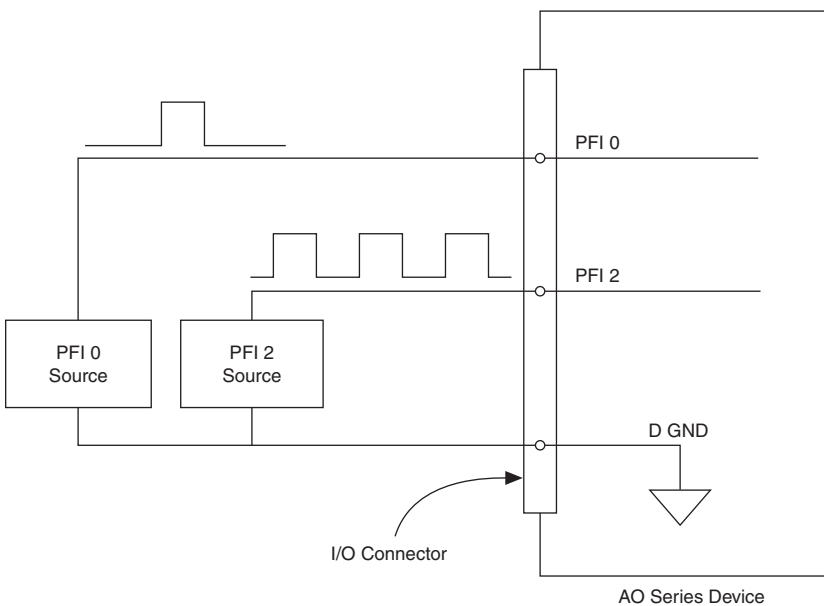 PFI 0
PFI 2
PFI 0
Source
PFI 2
Source
D GND
I/O Connector
AO Series Device